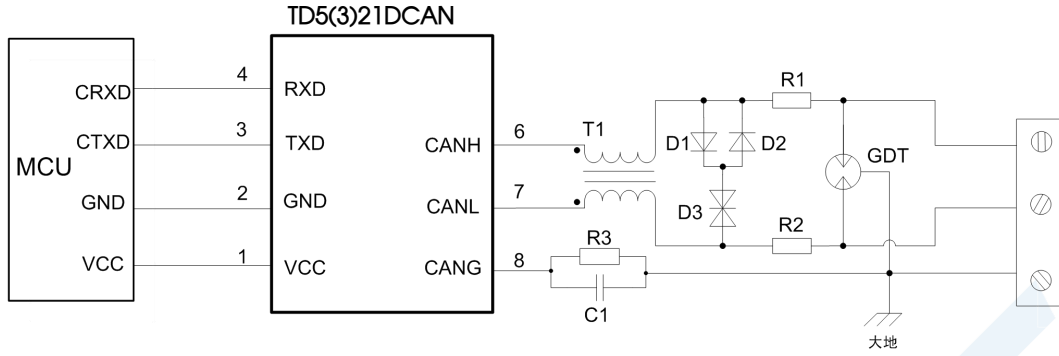 TD5(3)21DCAN
MCU
CRXD
CTXD
GND
VCC
4
3
2
1
RXD
TXD
GND
VCC
CANH
CANL
CANG
6
7
8
T1
D1
D2
D3
R1
R2
GDT
R3
C1
大地